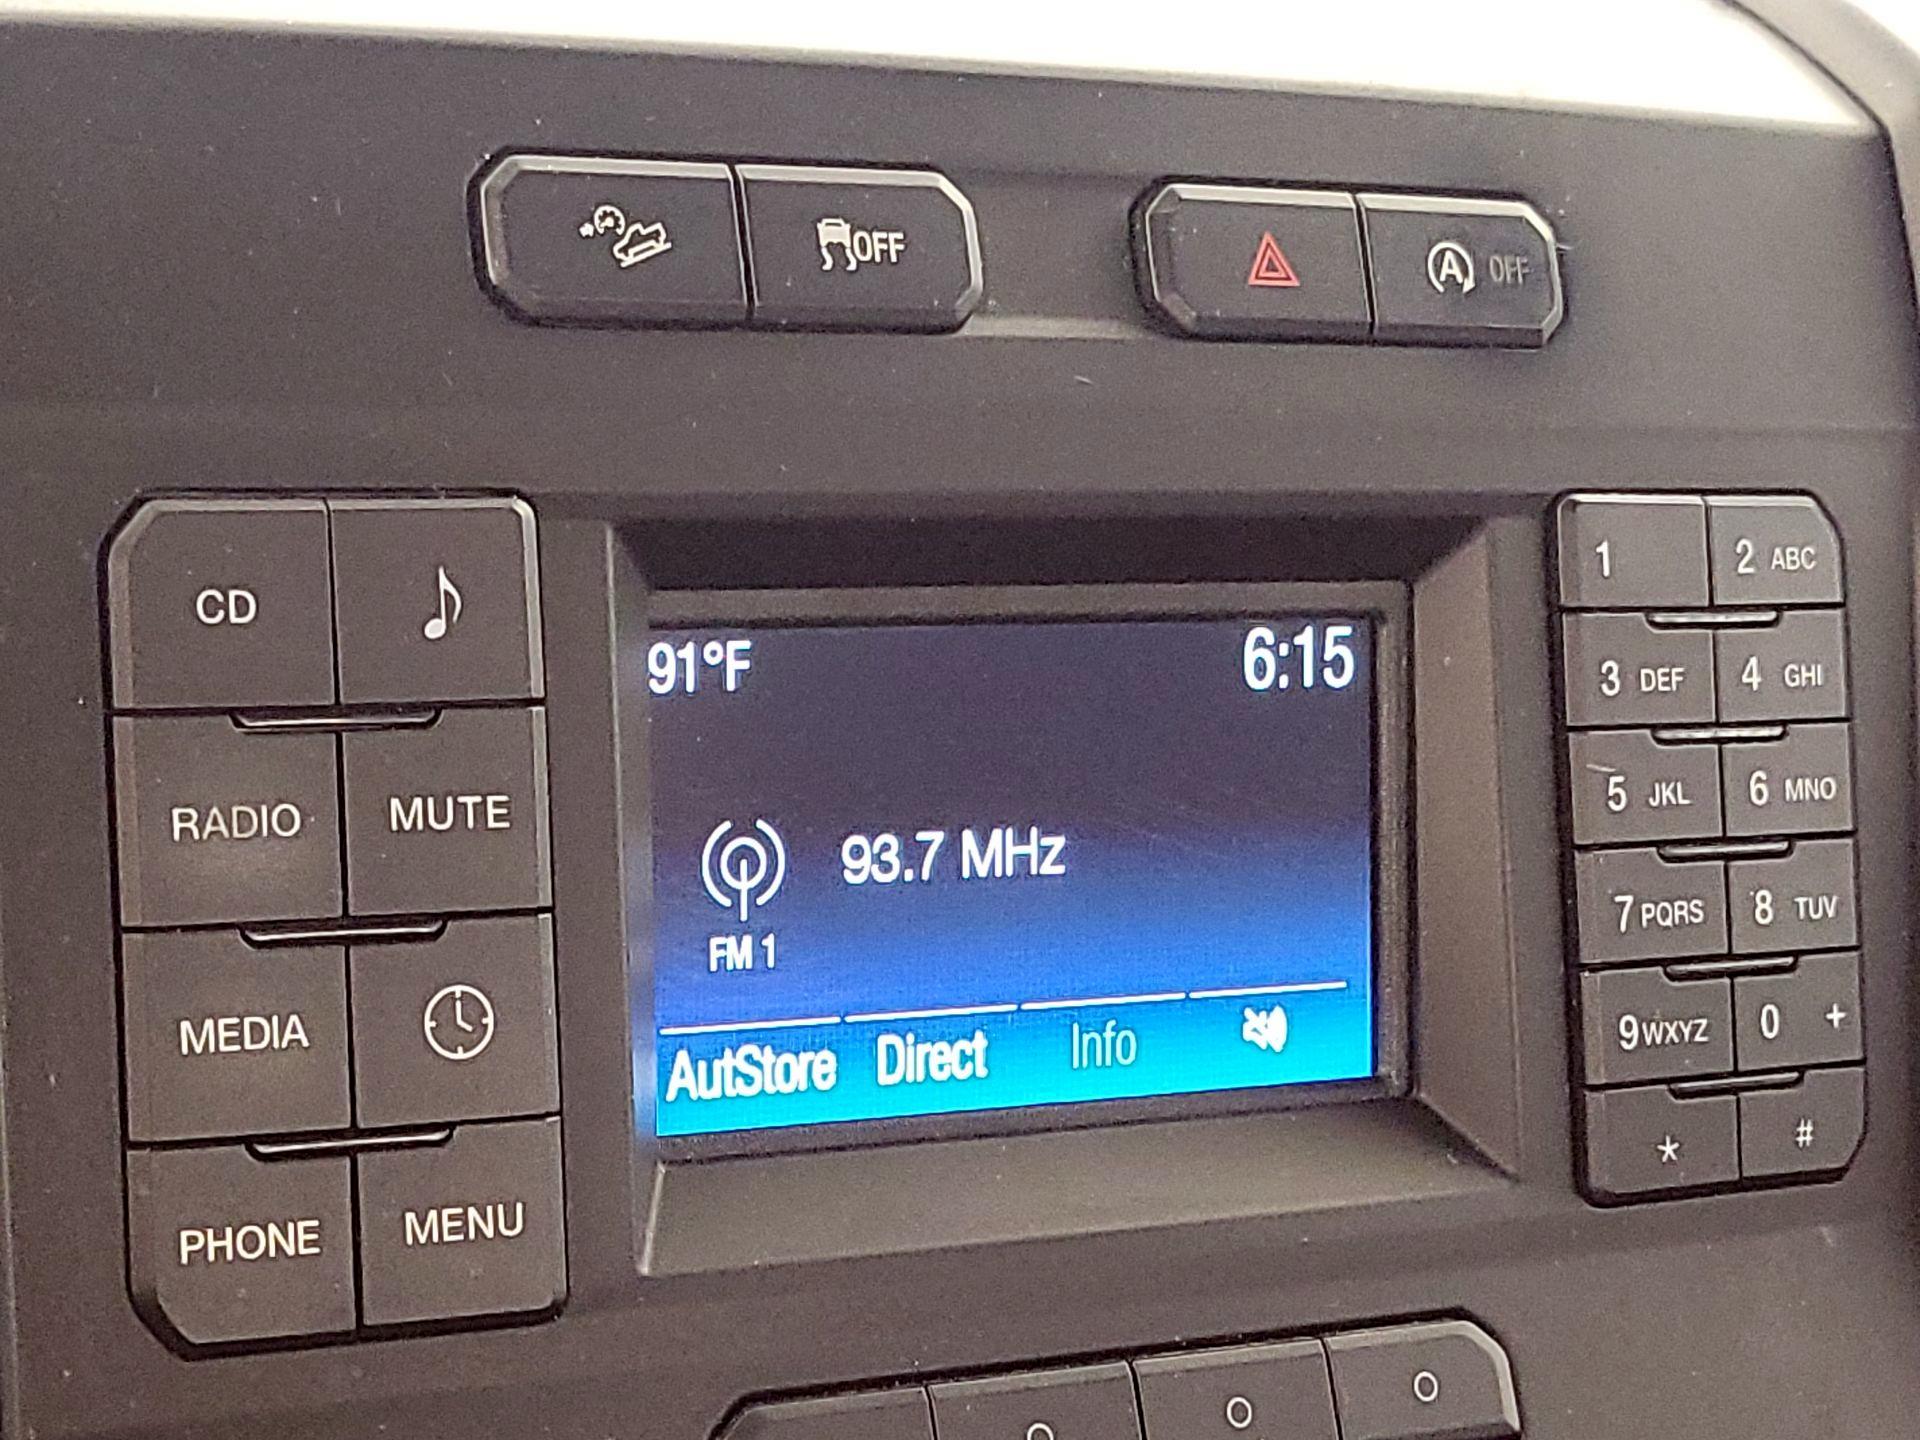 OFF
A OFF
CD
RADIO MUTE
MEDIA
PHONE MENU
91°F 6:15
93.7 MHz
FM 1
AutStore Direct Info
1 2 ABC
3 DEF 4 GHI
5 JKL 6 MNO
7 PQRS 8 TUV
9 WXYZ 0 +
* #